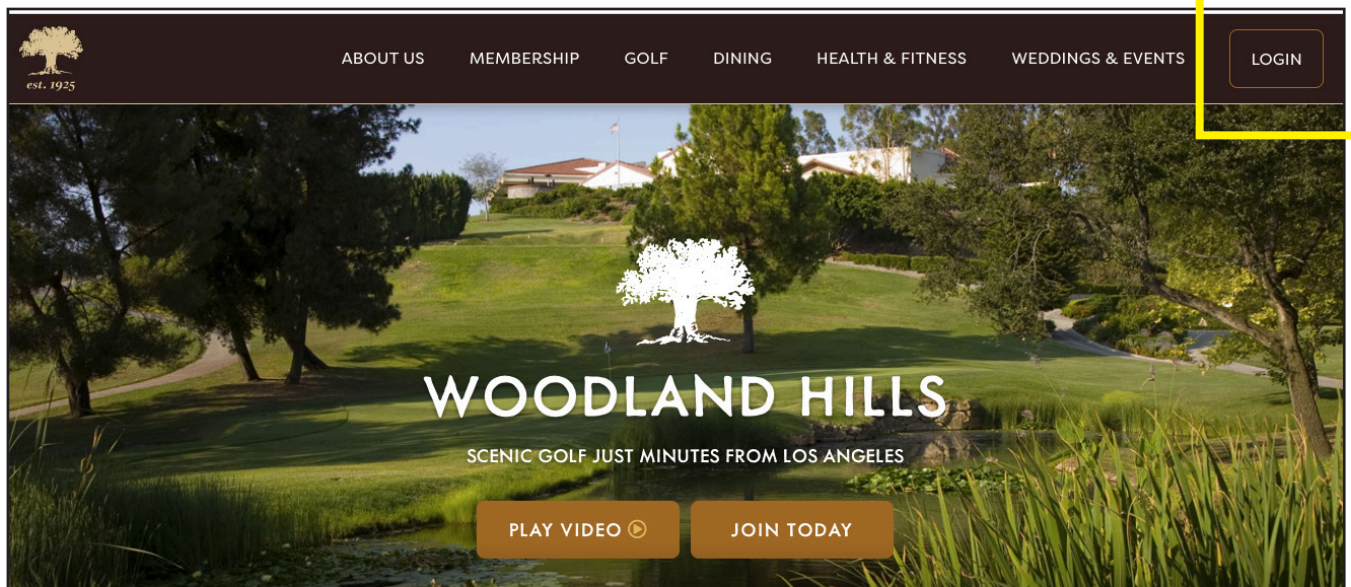 est. 1925
ABOUT US MEMBERSHIP GOLF DINING HEALTH & FITNESS WEDDINGS & EVENTS LOGIN
WOODLAND HILLS
SCENIC GOLF JUST MINUTES FROM LOS ANGELES
PLAY VIDEO JOIN TODAY